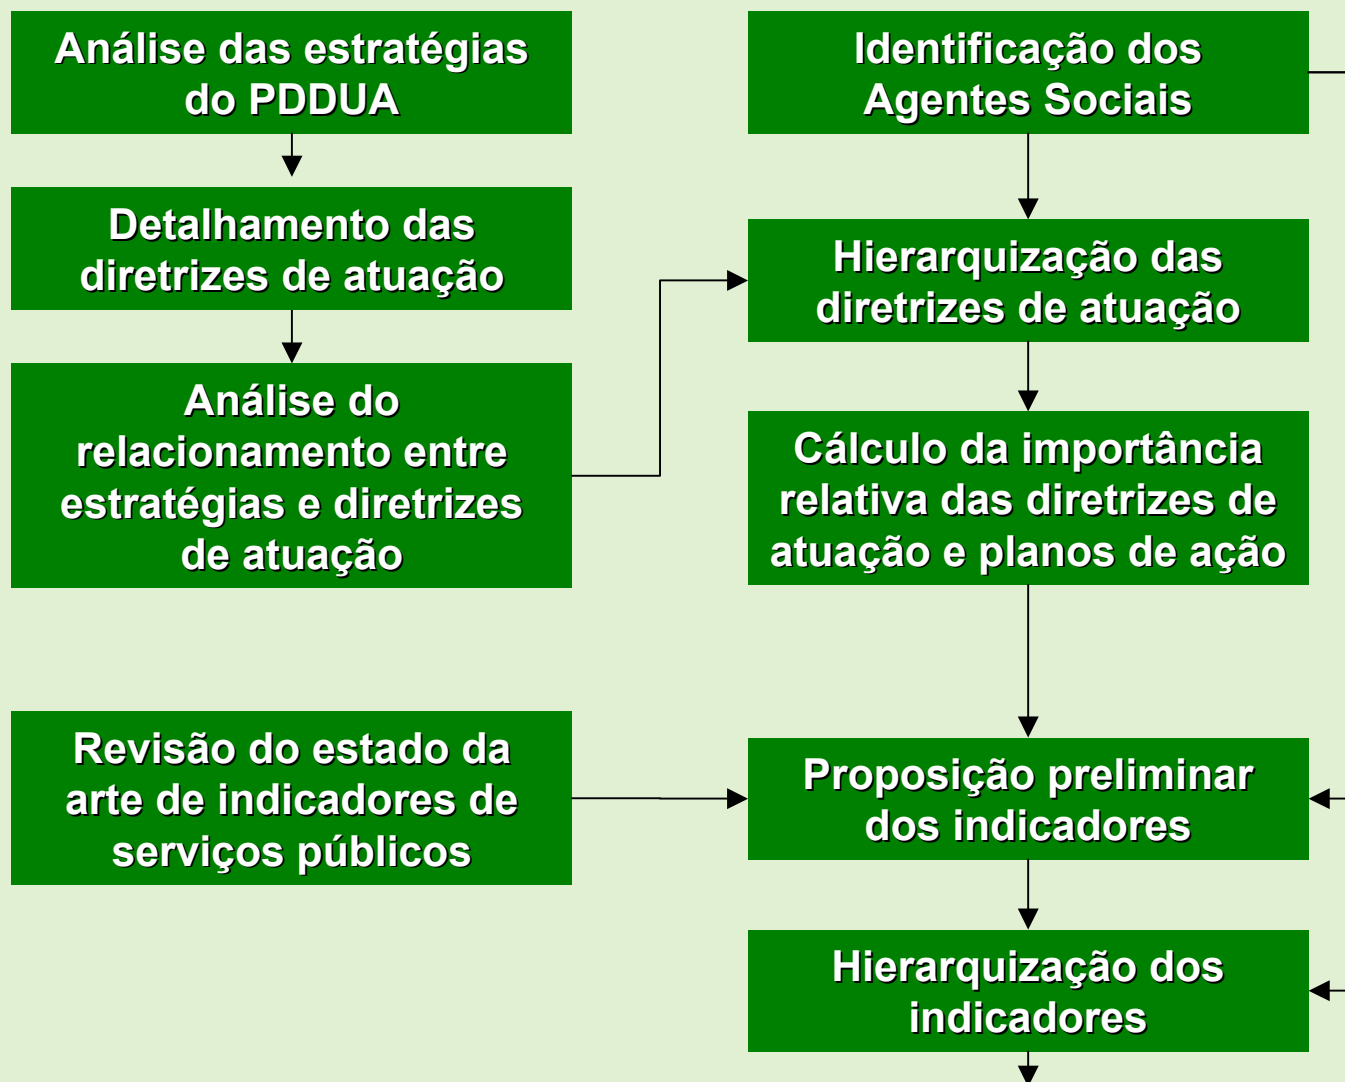 Análise das estratégias
do PDDUA
Detalhamento das
diretrizes de atuação
Análise do
relacionamento entre
estratégias e diretrizes
de atuação
Revisão do estado da
arte de indicadores de
serviços públicos
Identificação dos
Agentes Sociais
Hierarquização das
diretrizes de atuação
Cálculo da importância
relativa das diretrizes de
atuação e planos de ação
Proposição preliminar
dos indicadores
Hierarquização dos
indicadores